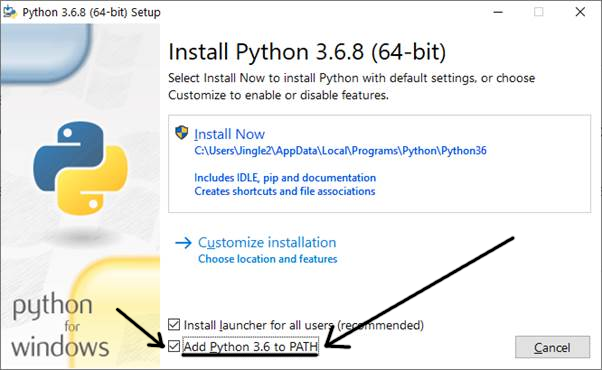 Python 3.6.8 (64-bit) Setup
Install Python 3.6.8 (64-bit)
Select Install Now to install Python with default settings, or choose
Customize to enable or disable features.
Install Now
C:\Users\Jingle2\AppData\Local\Programs\Python\Python36
Includes IDLE, pip and documentation
Creates shortcuts and file associations
Customize installation
Choose location and features
python
for
windows
Install launcher for all users (recommended)
Add Python 3.6 to PATH
Cancel